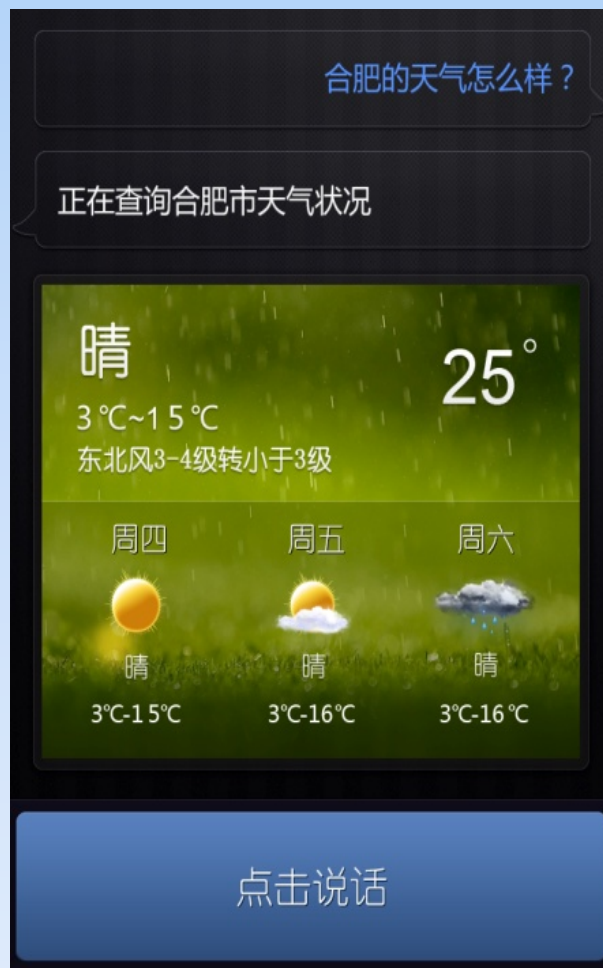 合肥的天气怎么样？
正在查询合肥市天气状况
晴
25°
3℃~15℃
东北风3-4级转小于3级
周四 周五 周六
晴 晴 晴
3℃-15℃ 3℃-16℃ 3℃-16℃
点击说话